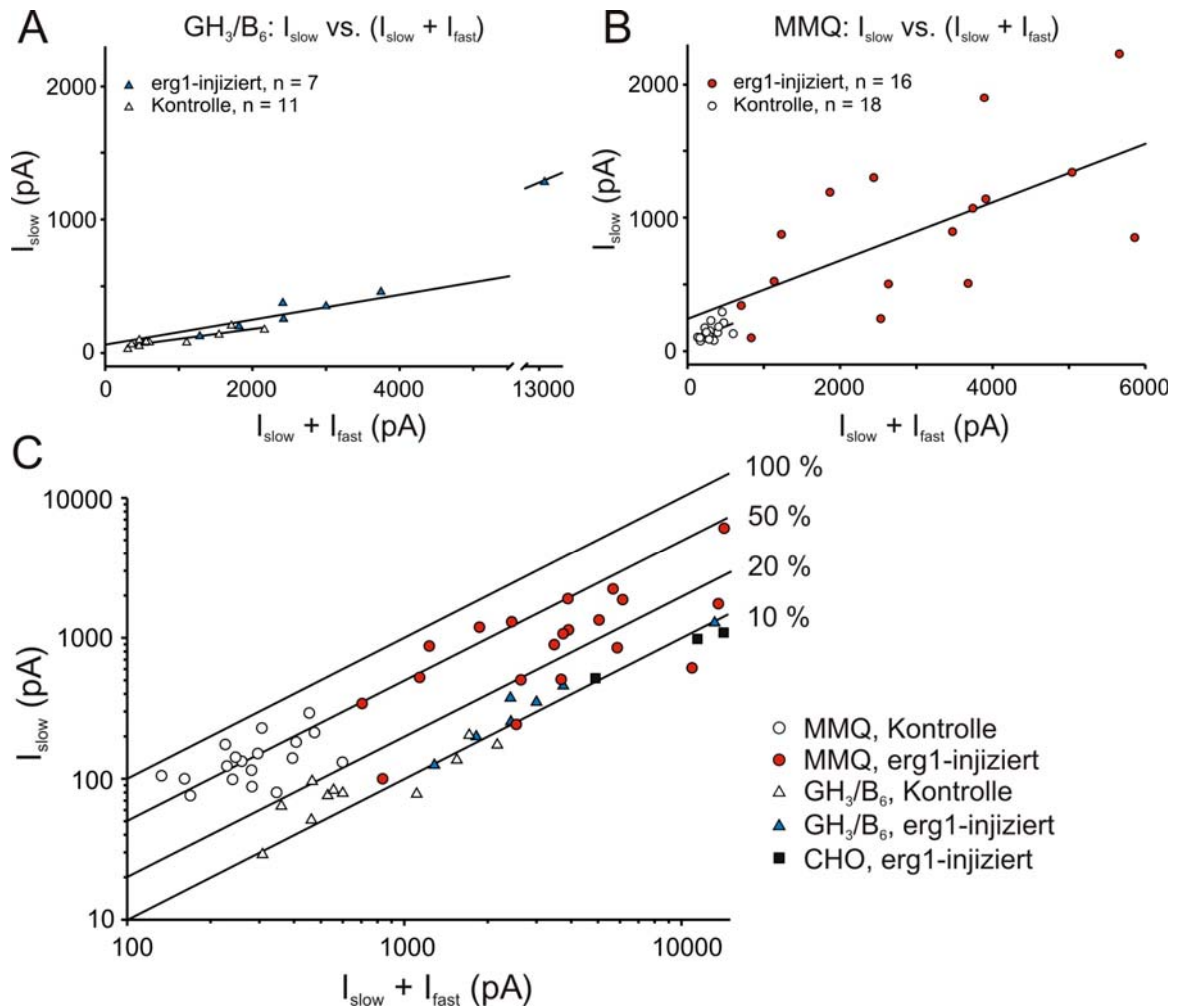 A
GH₃/B₆: Islow vs. (Islow + Ifast)
erg1-injiziert, n = 7
Kontrolle, n = 11
2000
1000
0
Islow (pA)
0
2000
4000
13000
Islow + Ifast (pA)
B
MMQ: Islow vs. (Islow + Ifast)
erg1-injiziert, n = 16
Kontrolle, n = 18
2000
1000
0
Islow (pA)
0
2000
4000
6000
Islow + Ifast (pA)
C
100 %
50 %
20 %
10 %
10000
1000
100
10
Islow (pA)
100
1000
10000
Islow + Ifast (pA)
MMQ, Kontrolle
MMQ, erg1-injiziert
GH₃/B₆, Kontrolle
GH₃/B₆, erg1-injiziert
CHO, erg1-injiziert